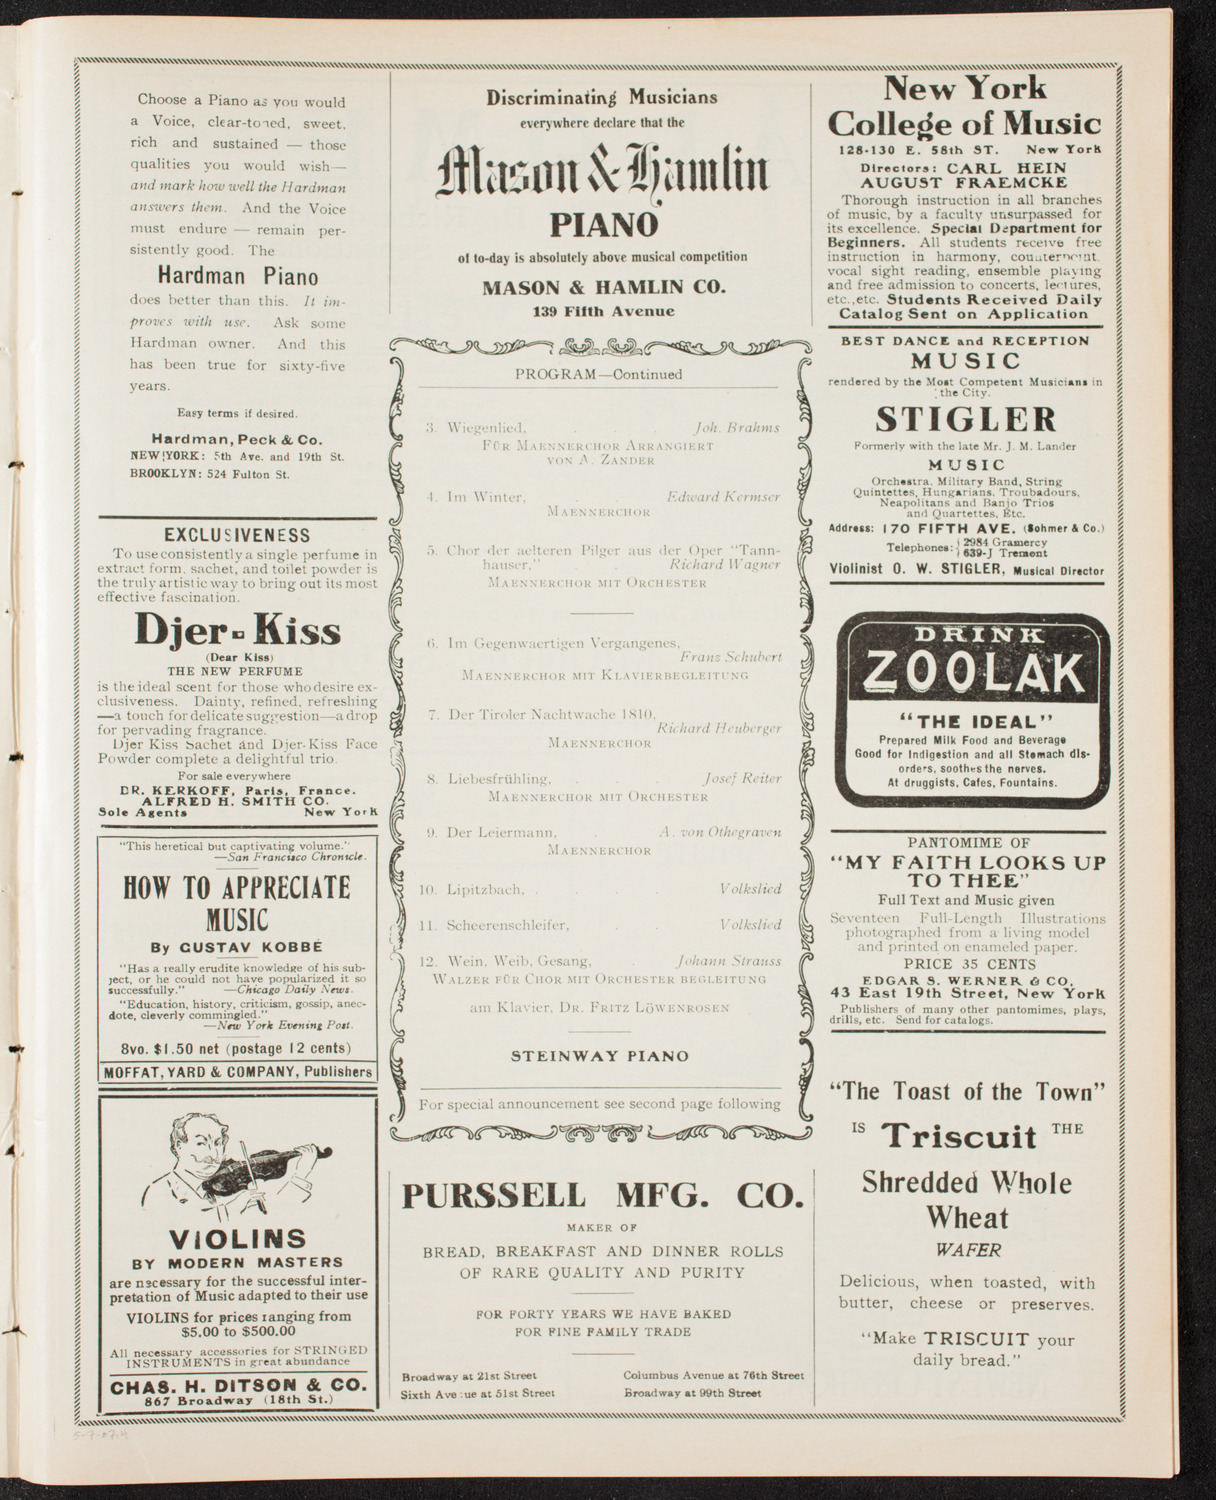 Choose a Piano as you would
a Voice, clear-toned, sweet,
rich and sustained — those
qualities you would wish—
and mark how well the Hardman
answers them. And the Voice
must endure — remain per-
sistently good. The
Hardman Piano
does better than this. It im-
proves with use. Ask some
Hardman owner. And this
has been true for sixty-five
years.
Easy terms if desired.
Hardman, Peck & Co.
NEW YORK: 5th Ave. and 19th St.
BROOKLYN: 524 Fulton St.
EXCLUSIVENESS
To use consistently a single perfume in
extract form, sachet, and toilet powder is
the truly artistic way to bring out its most
effective fascination.
Djer-Kiss
(Dear Kiss)
THE NEW PERFUME
is the ideal scent for those who desire ex-
clusiveness. Dainty, refined, refreshing
—a touch for delicate suggestion—a drop
for pervading fragrance.
Djer Kiss Sachet and Djer-Kiss Face
Powder complete a delightful trio.
For sale everywhere
DR. KERKOFF, Paris, France.
ALFRED H. SMITH CO.
Sole Agents New York
"This heretical but captivating volume."
—San Francisco Chronicle.
HOW TO APPRECIATE
MUSIC
By GUSTAV KOBBÉ
"Has a really erudite knowledge of his sub-
ject, or he could not have popularized it so
successfully." —Chicago Daily News.
"Education, history, criticism, gossip, anec-
dote, cleverly commingled."
—New York Evening Post.
8vo. $1.50 net (postage 12 cents)
MOFFAT, YARD & COMPANY, Publishers
VIOLINS
BY MODERN MASTERS
are necessary for the successful inter-
pretation of Music adapted to their use
VIOLINS for prices ranging from
$5.00 to $500.00
All necessary accessories for STRINGED
INSTRUMENTS in great abundance
CHAS. H. DITSON & CO.
867 Broadway (18th St.)
Discriminating Musicians
everywhere declare that the
Mason & Hamlin
PIANO
of to-day is absolutely above musical competition
MASON & HAMLIN CO.
139 Fifth Avenue
PROGRAM—Continued
3. Wiegenlied, . . . Joh. Brahms
FÜR MAENNERCHOR ARRANGIERT
VON A. ZANDER
4. Im Winter, . . Edward Kermser
MAENNERCHOR
5. Chor der aelteren Pilger aus der Oper "Tann-
hauser," . . Richard Wagner
MAENNERCHOR MIT ORCHESTER
6. Im Gegenwaertigen Vergangenes,
Franz Schubert
MAENNERCHOR MIT KLAVIERBEGLEITUNG
7. Der Tiroler Nachtwache 1810,
Richard Heuberger
MAENNERCHOR
8. Liebesfrühling, . . . Josef Reiter
MAENNERCHOR MIT ORCHESTER
9. Der Leiermann, . A. von Othegraven
MAENNERCHOR
10. Lipitzbach, . . . . Volkslied
11. Scheerenschleifer, . . Volkslied
12. Wein, Weib, Gesang, . Johann Strauss
WALZER FÜR CHOR MIT ORCHESTER BEGLEITUNG
am Klavier, DR. FRITZ LÖWENROSEN
STEINWAY PIANO
For special announcement see second page following
PURSSELL MFG. CO.
MAKER OF
BREAD, BREAKFAST AND DINNER ROLLS
OF RARE QUALITY AND PURITY
FOR FORTY YEARS WE HAVE BAKED
FOR FINE FAMILY TRADE
Broadway at 21st Street Columbus Avenue at 76th Street
Sixth Avenue at 51st Street Broadway at 99th Street
New York
College of Music
128-130 E. 58th ST. New York
Directors: CARL HEIN
AUGUST FRAEMCKE
Thorough instruction in all branches
of music, by a faculty unsurpassed for
its excellence. Special Department for
Beginners. All students receive free
instruction in harmony, counterpoint,
vocal sight reading, ensemble playing
and free admission to concerts, lectures,
etc., etc. Students Received Daily
Catalog Sent on Application
BEST DANCE and RECEPTION
MUSIC
rendered by the Most Competent Musicians in
the City.
STIGLER
Formerly with the late Mr. J. M. Lander
MUSIC
Orchestra, Military Band, String
Quintettes, Hungarians, Troubadours,
Neapolitans and Banjo Trios
and Quartettes, Etc.
Address: 170 FIFTH AVE. (Sohmer & Co.)
Telephones: 2984 Gramercy
639-J Tremont
Violinist O. W. STIGLER, Musical Director
DRINK
ZOOLAK
"THE IDEAL"
Prepared Milk Food and Beverage
Good for Indigestion and all Stomach dis-
orders, soothes the nerves.
At druggists, Cafes, Fountains.
PANTOMIME OF
"MY FAITH LOOKS UP
TO THEE"
Full Text and Music given
Seventeen Full-Length Illustrations
photographed from a living model
and printed on enameled paper.
PRICE 35 CENTS
EDGAR S. WERNER & CO.
43 East 19th Street, New York
Publishers of many other pantomimes, plays,
drills, etc. Send for catalogs.
"The Toast of the Town"
IS Triscuit THE
Shredded Whole
Wheat
WAFER
Delicious, when toasted, with
butter, cheese or preserves.
"Make TRISCUIT your
daily bread."
5-7-07.4